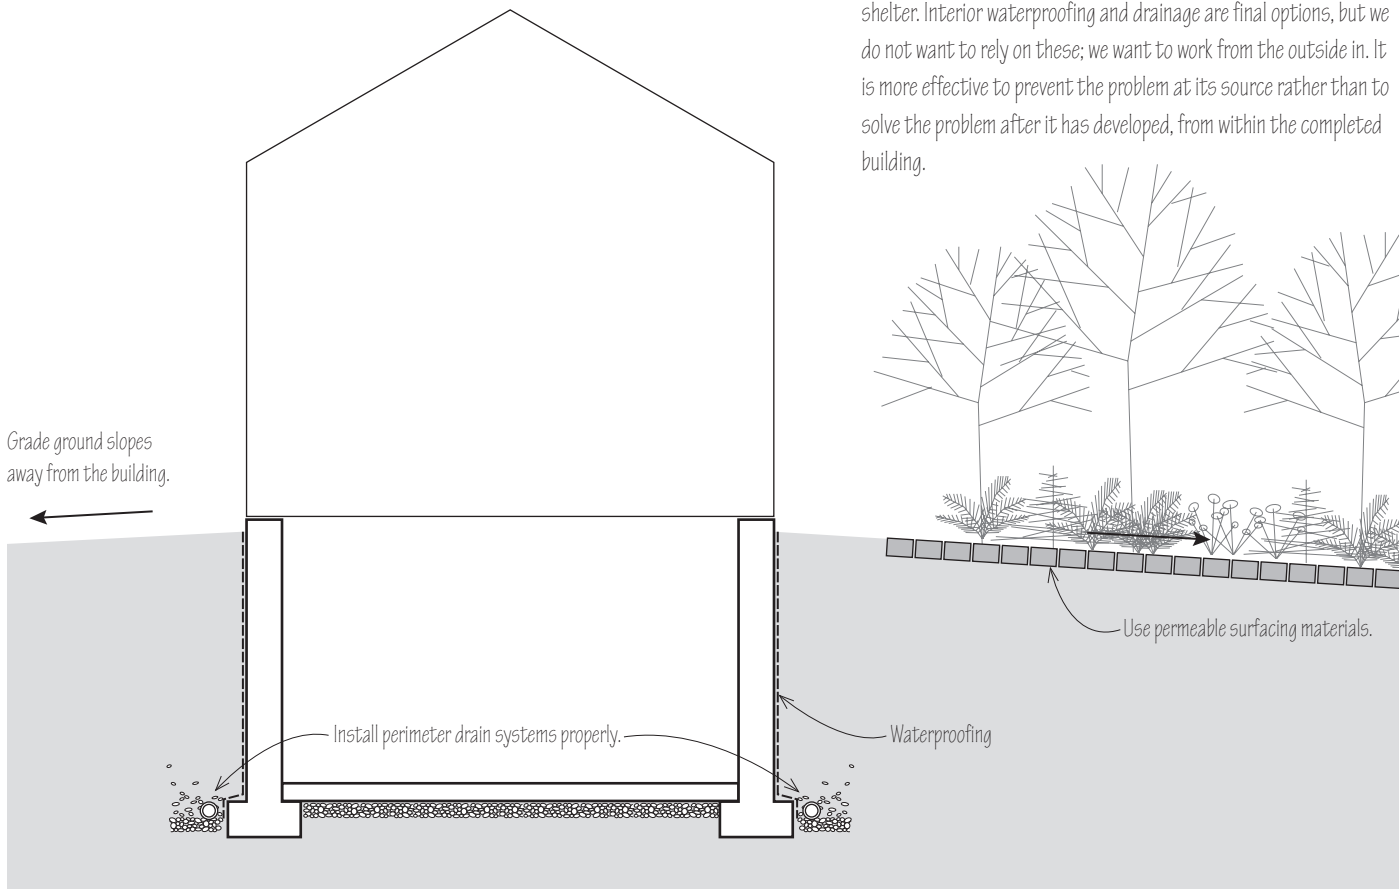 shelter. Interior waterproofing and drainage are final options, but we
do not want to rely on these; we want to work from the outside in. It
is more effective to prevent the problem at its source rather than to
solve the problem after it has developed, from within the completed
building.
Grade ground slopes
away from the building.
Use permeable surfacing materials.
Install perimeter drain systems properly.
Waterproofing